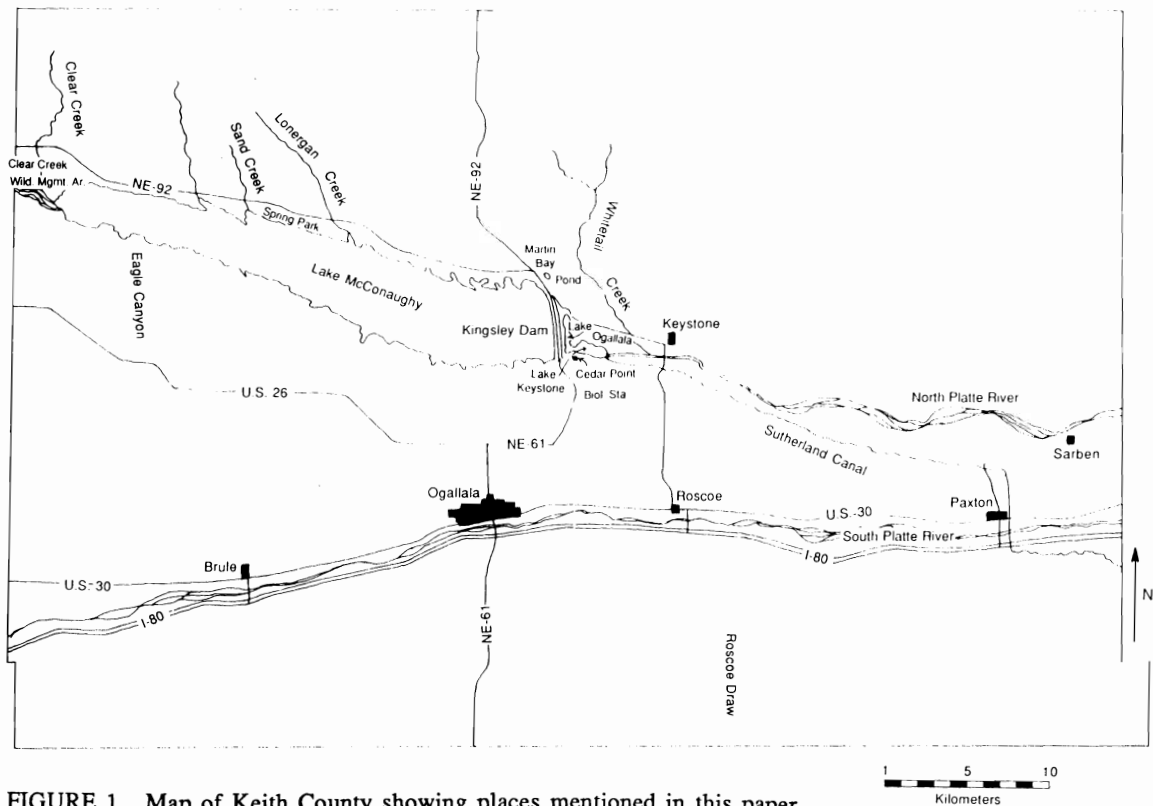 Clear Creek
Sand Creek
Lonergan Creek
NE-92
Clear Creek
Wild Mgmt Ar.
NE-92
Spring Park
Whitetail Creek
Eagle Canyon
Lake McConaughy
Martin
Bay
Pond
Kingsley Dam
Lake
Ogallala
Keystone
Lake
Keystone
Cedar Point
Biol Sta
U.S. 26
North Platte River
NE-61
Sutherland Canal
Sarben
Ogallala
Roscoe
U.S.-30
Paxton
South Platte River
I-80
Brule
U.S.-30
I-80
NE-61
Roscoe Draw
N
1 5 10
Kilometers
FIGURE 1. Map of Keith County showing places mentioned in this paper